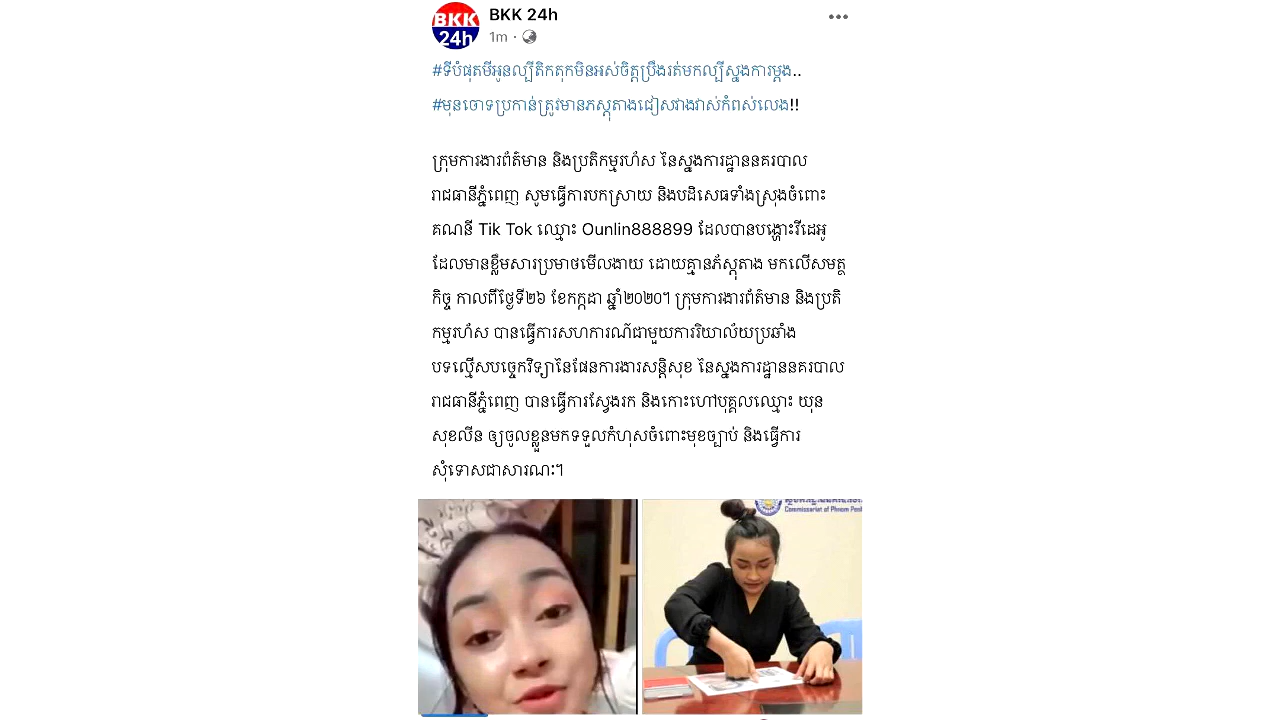 BKK 24h
BKK
24h
1m ·
#ទីបំផុតមីអូនល្បីតិកតុកមិនអស់ចិត្តប្រឹងរត់មកល្បីស្នងការម្តង..
#មុនចោទប្រកាន់ត្រូវមានភស្តុតាងជៀសវាងវាស់កំពស់លេង!!
ក្រុមការងារព័ត៌មាន និងប្រតិកម្មរហ័ស នៃស្នងការដ្ឋាននគរបាល
រាជធានីភ្នំពេញ សូមធ្វើការបកស្រាយ និងបដិសេធទាំងស្រុងចំពោះ
គណនី Tik Tok ឈ្មោះ Ounlin888899 ដែលបានបង្ហោះវីដេអូ
ដែលមានខ្លឹមសារប្រមាថមើលងាយ ដោយគ្មានភ័ស្តុតាង មកលើសមត្ថ
កិច្ច កាលពីថ្ងៃទី២៦ ខែកក្កដា ឆ្នាំ២០២០។ ក្រុមការងារព័ត៌មាន និងប្រតិ
កម្មរហ័ស បានធ្វើការសហការណ៍ជាមួយការរិយាល័យប្រឆាំង
បទល្មើសបច្ចេកវិទ្យានៃផែនការងារសន្តិសុខ នៃស្នងការដ្ឋាននគរបាល
រាជធានីភ្នំពេញ បានធ្វើការស្វែងរក និងកោះហៅបុគ្គលឈ្មោះ យុន
សុខលីន ឲ្យចូលខ្លួនមកទទួលកំហុសចំពោះមុខច្បាប់ និងធ្វើការ
សុំទោសជាសារណៈ។
Commissariat of Phnom Penh